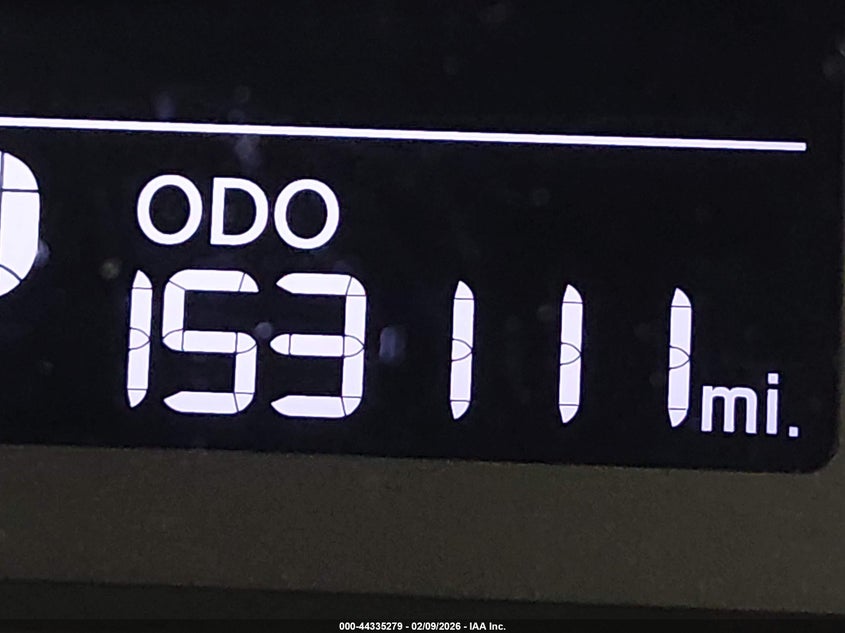 ODO
153111 mi.
000-44335279 - 02/09/2026 - IAA Inc.